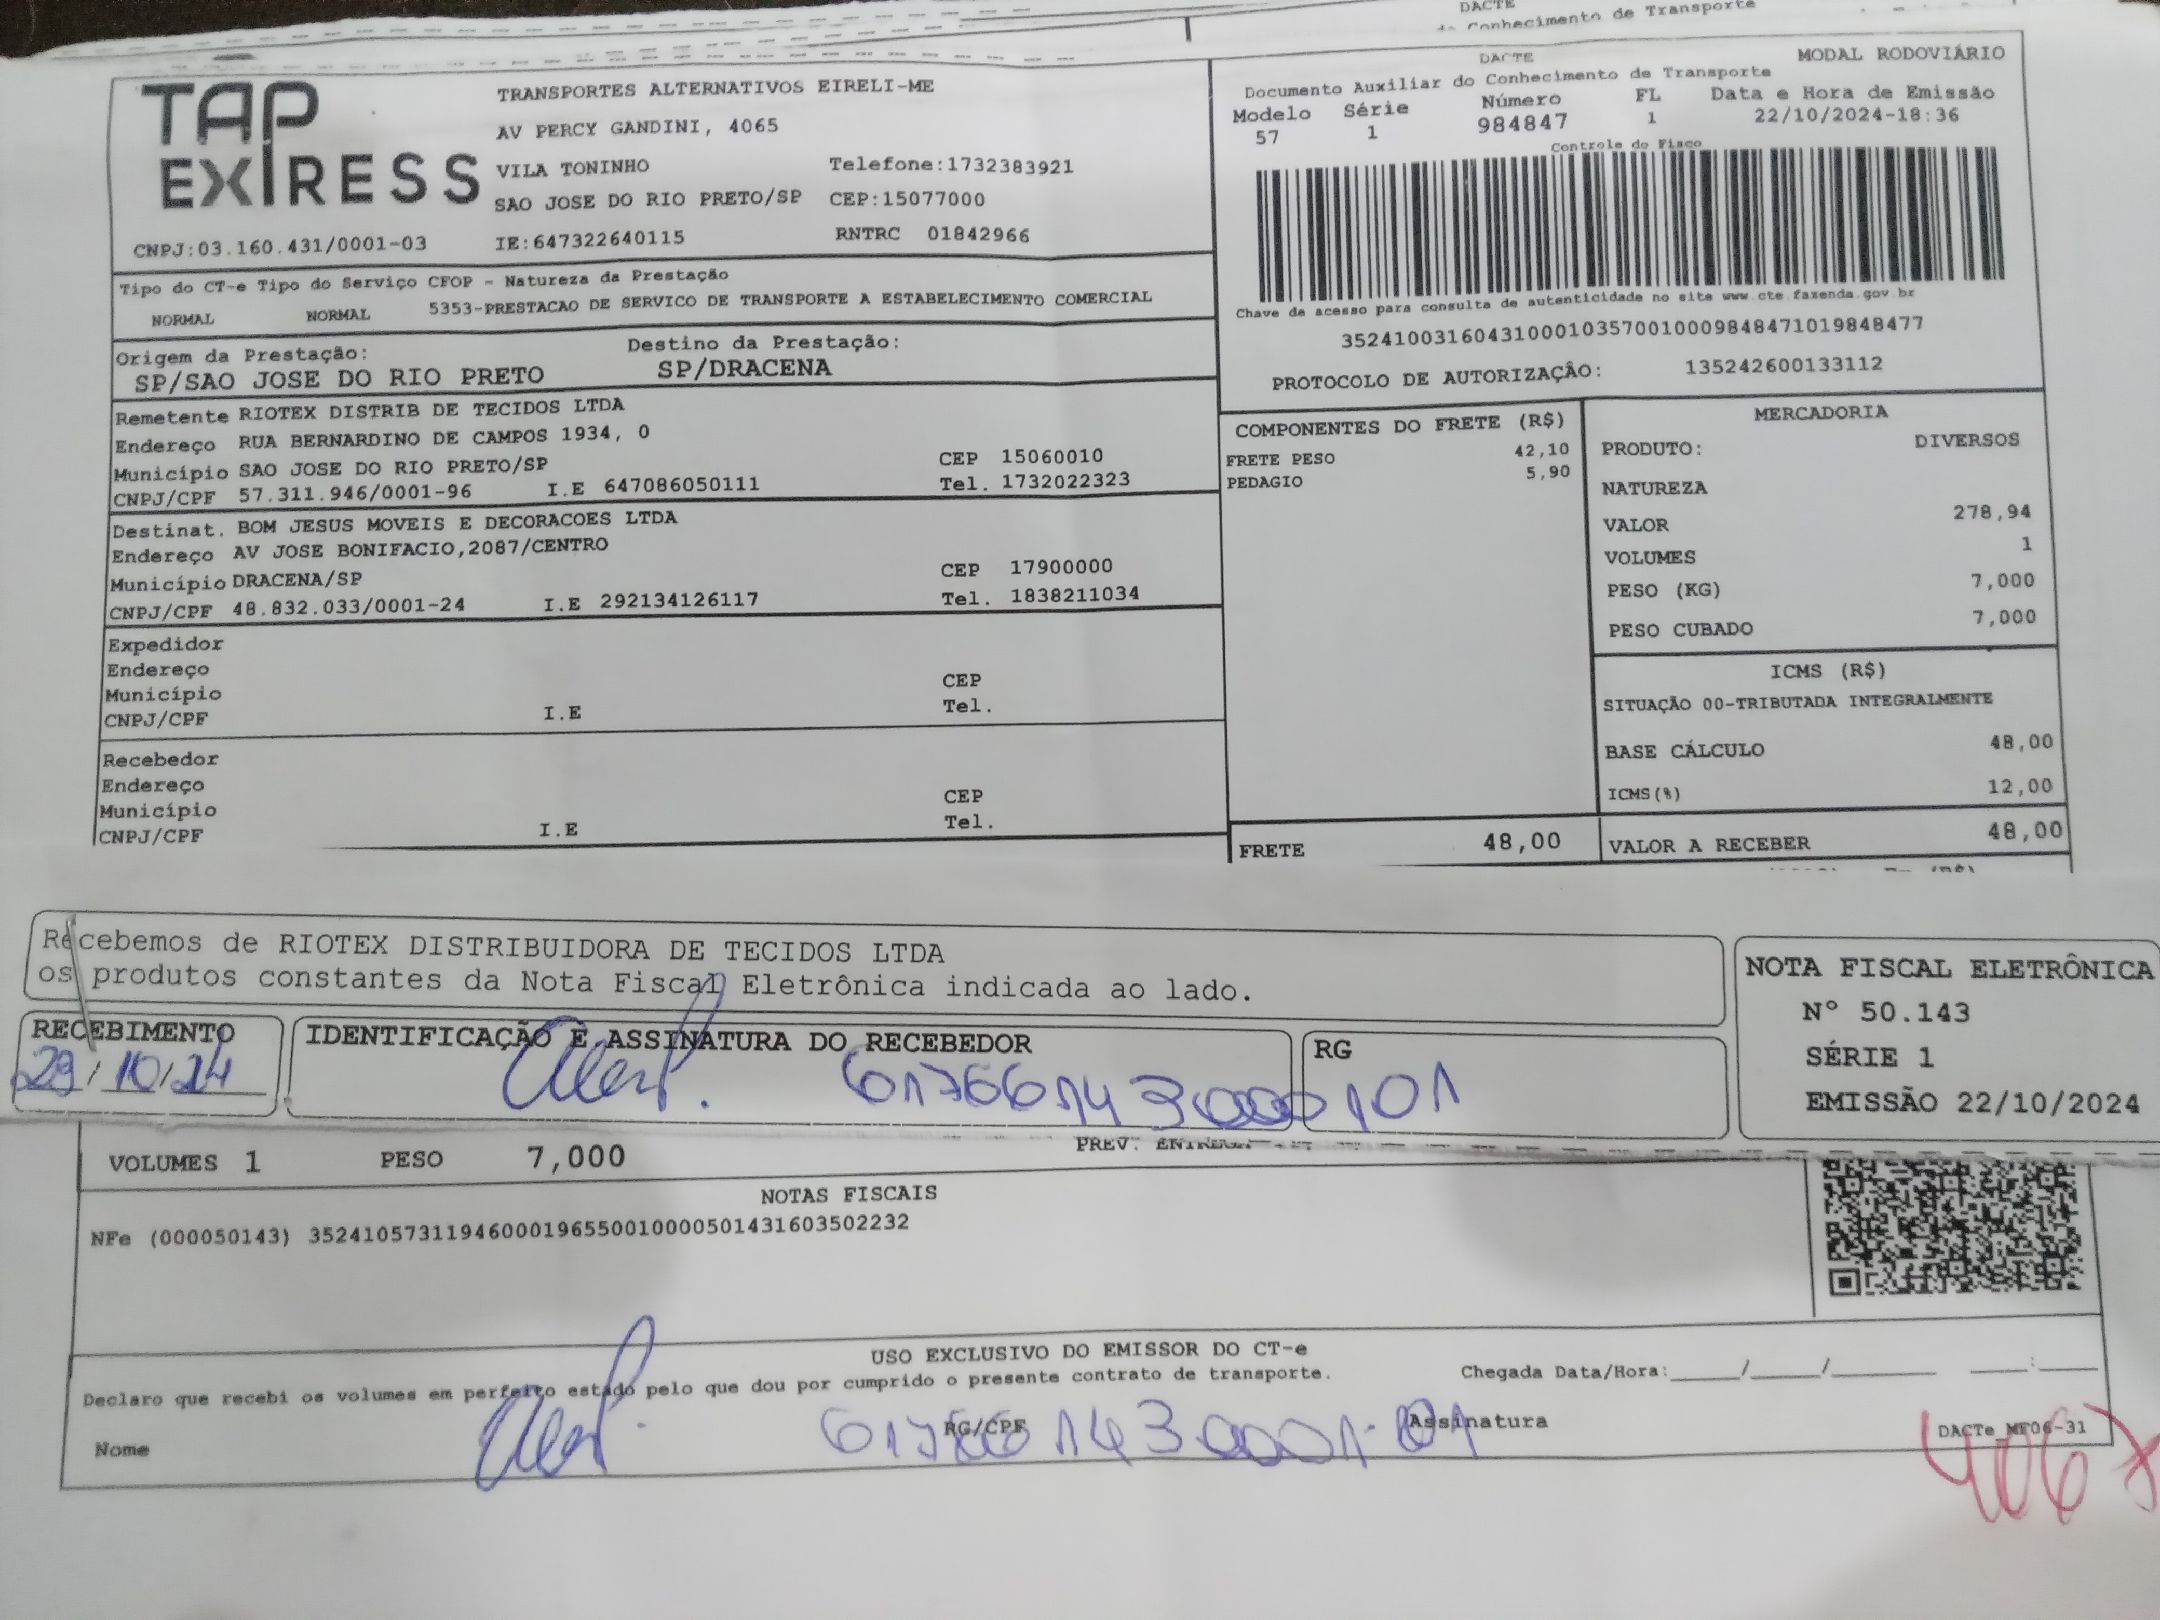 DACTE
Conhecimento de Transporte
TAP
EXPRESS
TRANSPORTES ALTERNATIVOS EIRELI-ME
AV PERCY GANDINI, 4065
VILA TONINHO Telefone:1732383921
SAO JOSE DO RIO PRETO/SP CEP:15077000
CNPJ:03.160.431/0001-03 IE:647322640115 RNTRC 01842966
DACTE MODAL RODOVIÁRIO
Documento Auxiliar do Conhecimento de Transporte
Modelo Série Número FL Data e Hora de Emissão
57 1 984847 1 22/10/2024-18:36
Controle do Fisco
Chave de acesso para consulta de autenticidade no site www.cte.fazenda.gov.br
35241003160431000103570010009848471019848477
PROTOCOLO DE AUTORIZAÇÂO: 135242600133112
Tipo do CT-e Tipo do Serviço CFOP - Natureza da Prestação
NORMAL NORMAL 5353-PRESTACAO DE SERVICO DE TRANSPORTE A ESTABELECIMENTO COMERCIAL
Origem da Prestação: Destino da Prestação:
SP/SAO JOSE DO RIO PRETO SP/DRACENA
Remetente RIOTEX DISTRIB DE TECIDOS LTDA
Endereço RUA BERNARDINO DE CAMPOS 1934, 0
Município SAO JOSE DO RIO PRETO/SP CEP 15060010
CNPJ/CPF 57.311.946/0001-96 I.E 647086050111 Tel. 1732022323
Destinat. BOM JESUS MOVEIS E DECORACOES LTDA
Endereço AV JOSE BONIFACIO,2087/CENTRO
Município DRACENA/SP CEP 17900000
CNPJ/CPF 48.832.033/0001-24 I.E 292134126117 Tel. 1838211034
Expedidor
Endereço
Município CEP
CNPJ/CPF I.E Tel.
Recebedor
Endereço
Município CEP
CNPJ/CPF I.E Tel.
COMPONENTES DO FRETE (R$)
FRETE PESO 42,10
PEDAGIO 5,90
FRETE 48,00
MERCADORIA
PRODUTO: DIVERSOS
NATUREZA
VALOR 278,94
VOLUMES 1
PESO (KG) 7,000
PESO CUBADO 7,000
ICMS (R$)
SITUAÇÃO 00-TRIBUTADA INTEGRALMENTE
BASE CÁLCULO 48,00
ICMS(%) 12,00
VALOR A RECEBER 48,00
Recebemos de RIOTEX DISTRIBUIDORA DE TECIDOS LTDA
os produtos constantes da Nota Fiscal Eletrônica indicada ao lado.
RECEBIMENTO IDENTIFICAÇÃO E ASSINATURA DO RECEBEDOR RG
NOTA FISCAL ELETRÔNICA
Nº 50.143
SÉRIE 1
EMISSÃO 22/10/2024
VOLUMES 1 PESO 7,000 PREV. ENTREGA
NOTAS FISCAIS
NFe (000050143) 35241057311946000196550010000501431603502232
USO EXCLUSIVO DO EMISSOR DO CT-e
Declaro que recebi os volumes em perfeito estado pelo que dou por cumprido o presente contrato de transporte. Chegada Data/Hora:____/____/____ __:__
Nome RG/CPF Assinatura DACTe_MF06-31